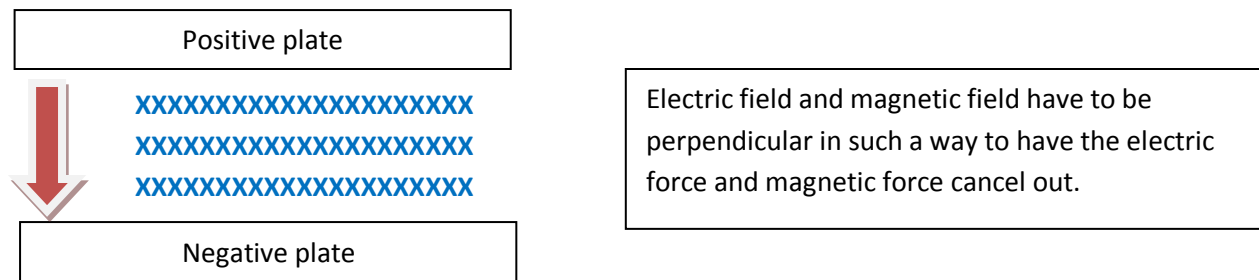 Positive plate
XXXXXXXXXXXXXXXXXXXXX
XXXXXXXXXXXXXXXXXXXXX
XXXXXXXXXXXXXXXXXXXXX
Negative plate
Electric field and magnetic field have to be
perpendicular in such a way to have the electric
force and magnetic force cancel out.